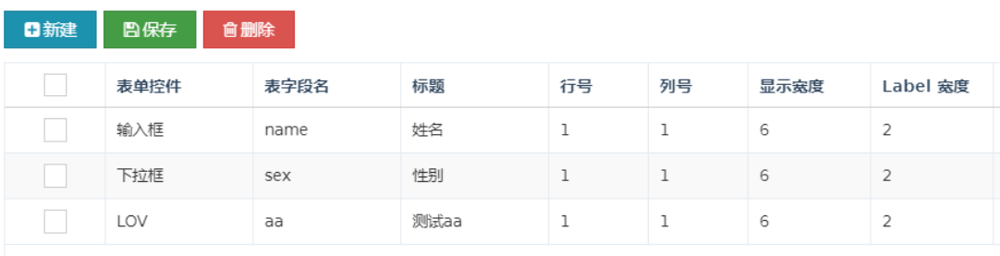 新建 保存 删除
表单控件 表字段名 标题 行号 列号 显示宽度 Label 宽度
输入框 name 姓名 1 1 6 2
下拉框 sex 性别 1 1 6 2
LOV aa 测试aa 1 1 6 2